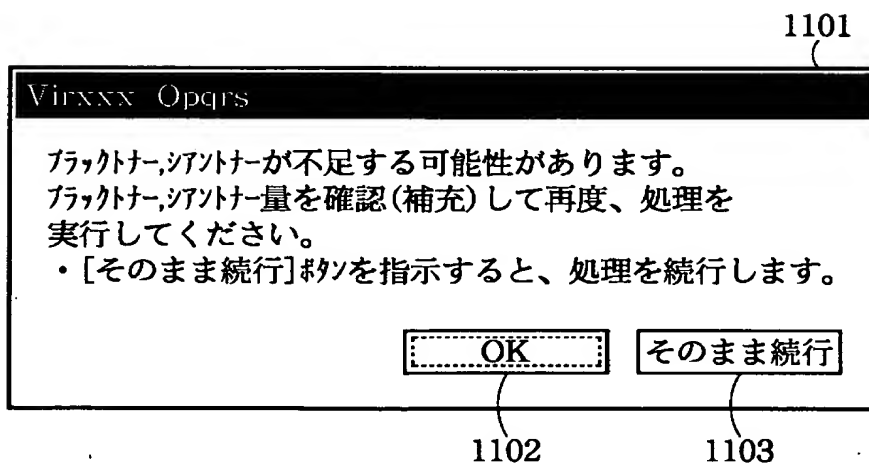 1101
Virxxx Opqrs
ﾌﾞﾗｯｸﾄﾅｰ,ｼｱﾝﾄﾅｰが不足する可能性があります。
ﾌﾞﾗｯｸﾄﾅｰ,ｼｱﾝﾄﾅｰ量を確認(補充)して再度、処理を
実行してください。
・[そのまま続行]ﾎﾞﾀﾝを指示すると、処理を続行します。
OK そのまま続行
1102 1103